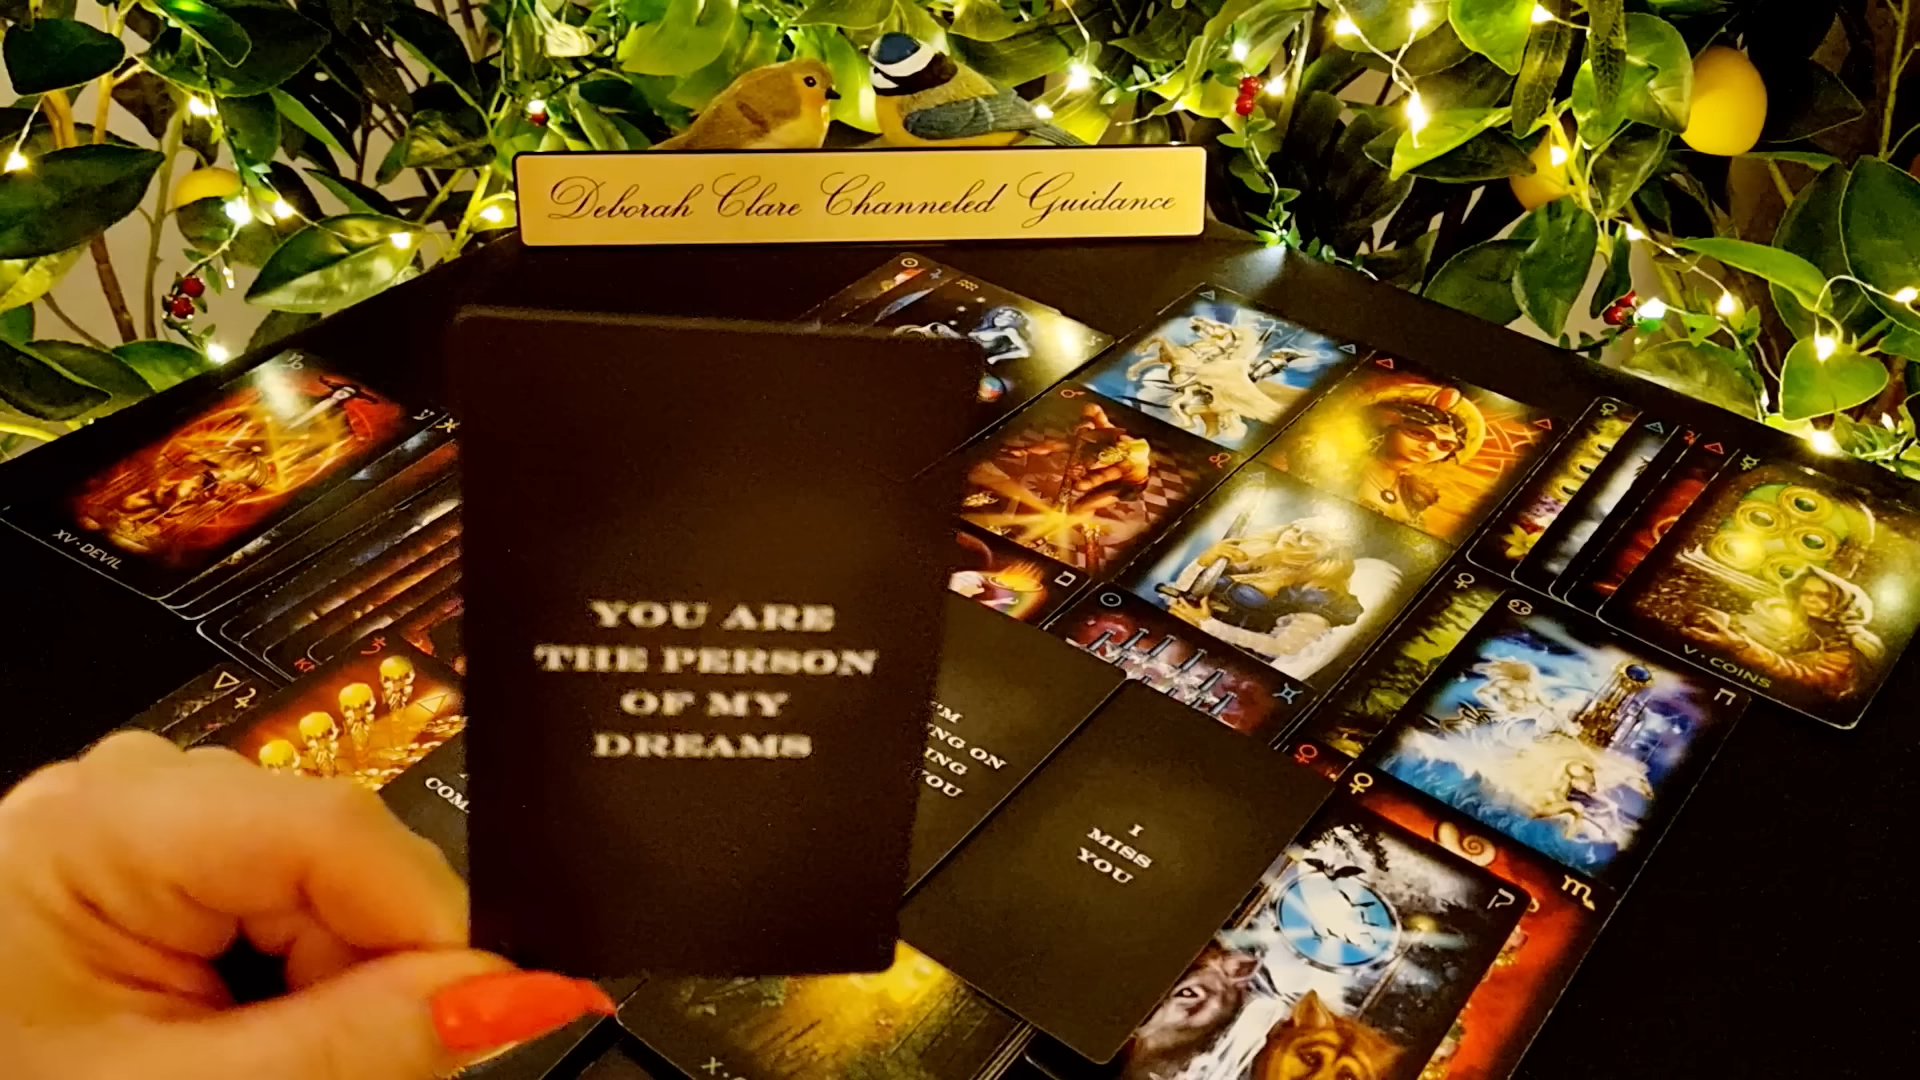 Deborah Clare Channeled Guidance
XV · DEVIL
YOU ARE
THE PERSON
OF MY
DREAMS
I
MISS
YOU
V · COINS